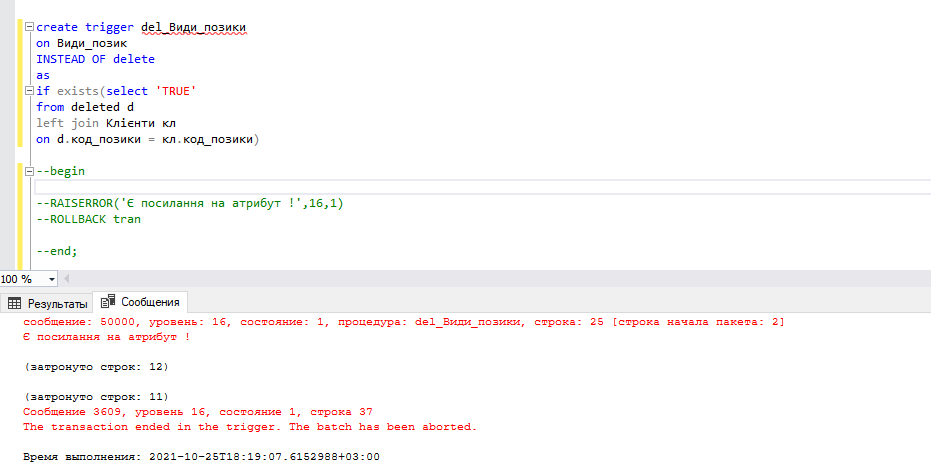 create trigger del_Види_позики
on Види_позик
INSTEAD OF delete
as
if exists(select 'TRUE'
from deleted d
left join Клієнти кл
on d.код_позики = кл.код_позики)
--begin
--RAISERROR('Є посилання на атрибут !',16,1)
--ROLLBACK tran
--end;
100 %
Результаты Сообщения
сообщение: 50000, уровень: 16, состояние: 1, процедура: del_Види_позики, строка: 25 [строка начала пакета: 2]
Є посилання на атрибут !
(затронуто строк: 12)
(затронуто строк: 11)
Сообщение 3609, уровень 16, состояние 1, строка 37
The transaction ended in the trigger. The batch has been aborted.
Время выполнения: 2021-10-25T18:19:07.6152988+03:00